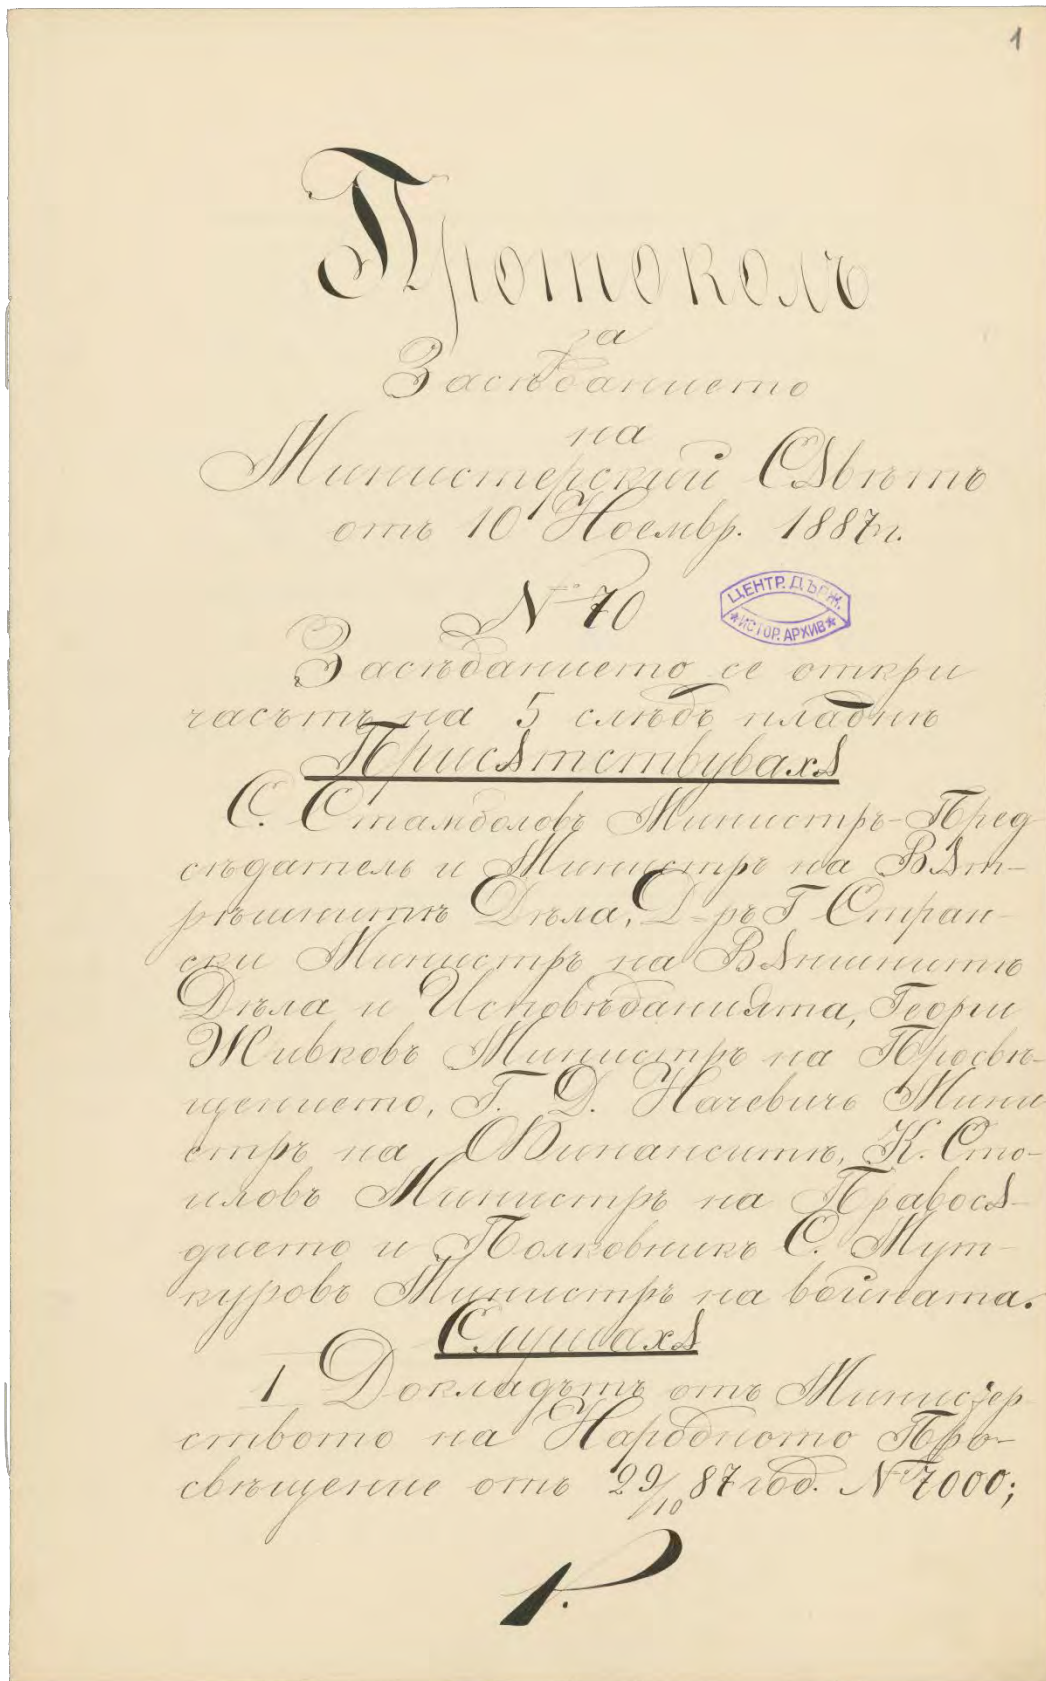 1
Протоколъ
за
Засѣданието
на
Министерский Съвѣтъ
отъ 10 Ноемвр. 1887 г.
№ 70
ЦЕНТР. ДЪРЖ.
*ИСТОР. АРХИВ*
Засѣданието се откри
часътъ на 5 слѣдъ пладнѣ
Присѫтствувахѫ
С. Стамболовъ Министръ-Пред
сѣдатель и Министръ на Вѫт-
рѣшнитѣ Дѣла, Д-ръ Г Стран-
ски Министръ на Вѫншнитѣ
Дѣла и Исповѣданията, Георги
Живковъ Министръ на Просвѣ-
щението, Г. Д. Начевичъ Мини
стръ на Финанситѣ, К. Сто-
иловъ Министръ на Правосѫ-
дието и Полковникъ С. Мут-
куровъ Министръ на войната.
Слушахѫ
1 Докладътъ отъ Министер
ството на Народното Про-
свѣщение отъ 29/10 87 год. № 7000;
1.